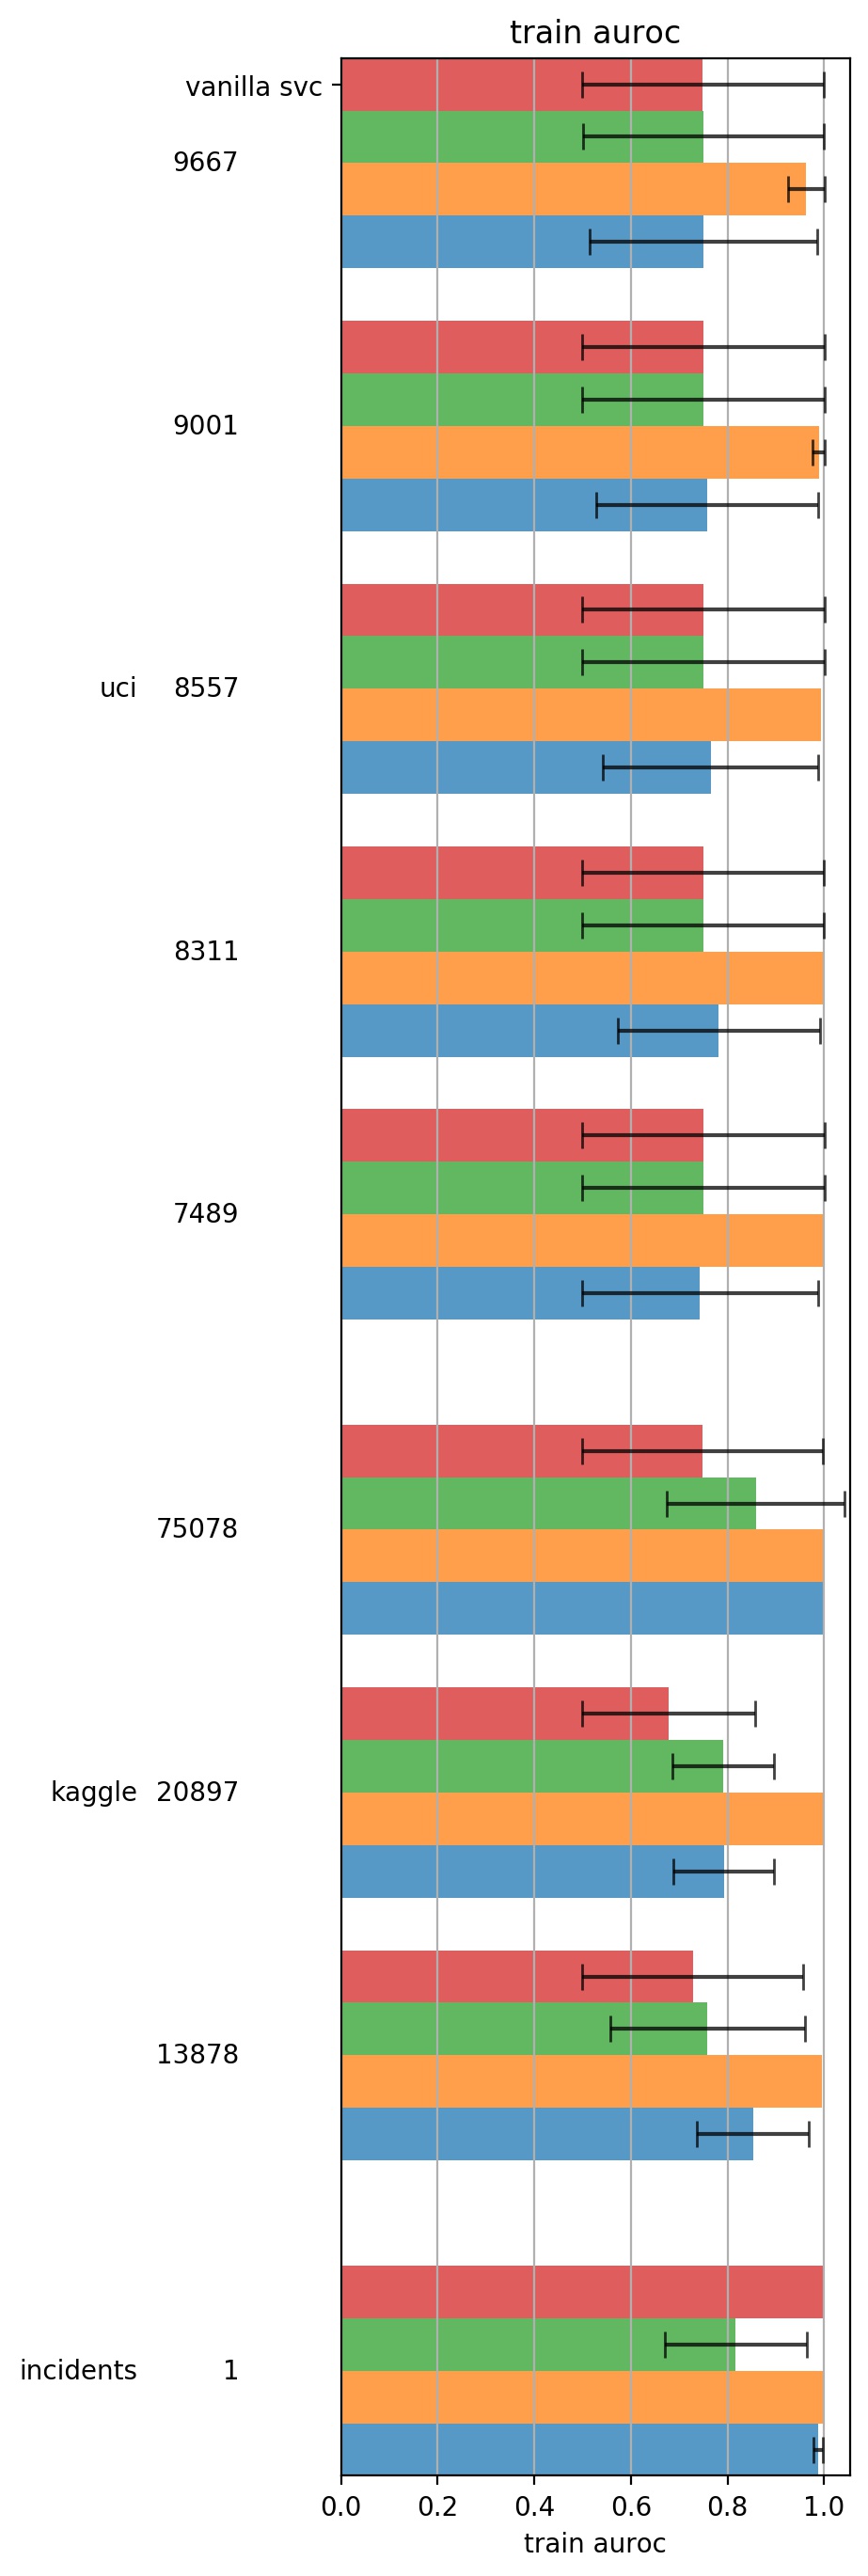 train auroc
vanilla svc
9667
9001
uci 8557
8311
7489
75078
kaggle 20897
13878
incidents 1
0.0 0.2 0.4 0.6 0.8 1.0
train auroc